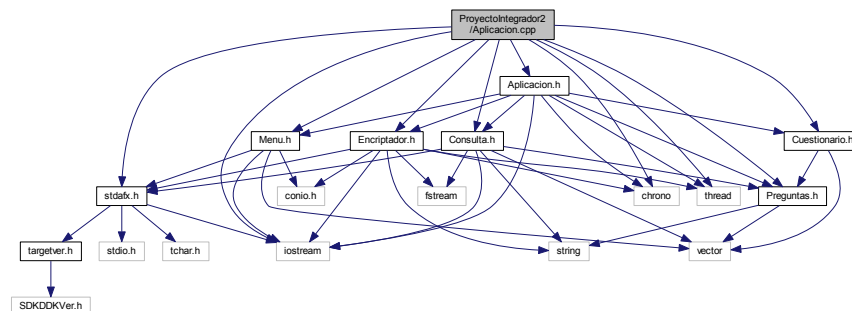 ProyectoIntegrador2
/Aplicacion.cpp
Aplicacion.h
Menu.h
Encriptador.h
Consulta.h
Cuestionario.h
stdafx.h
conio.h
fstream
chrono
thread
Preguntas.h
targetver.h
stdio.h
tchar.h
iostream
string
vector
SDKDDKVer.h